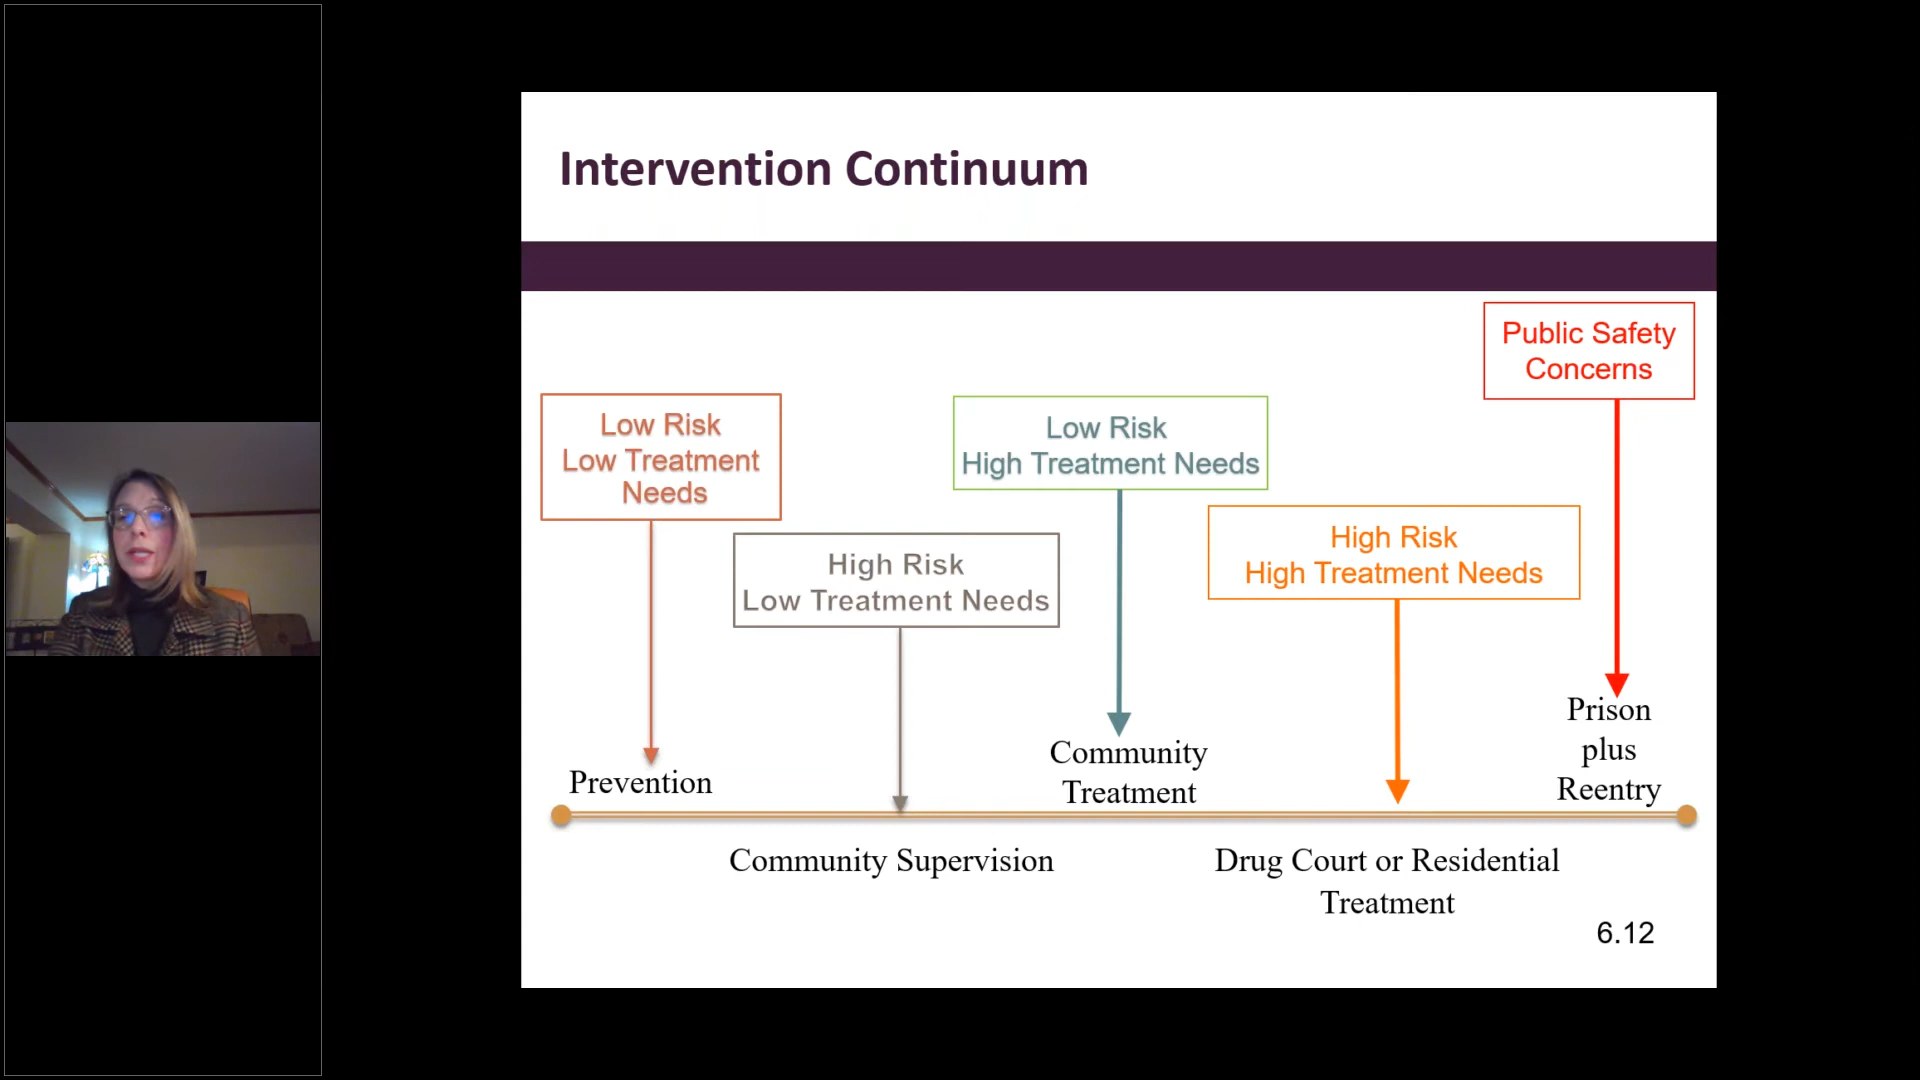 Intervention Continuum
Public Safety
Concerns
Low Risk
Low Treatment
Needs
Low Risk
High Treatment Needs
High Risk
Low Treatment Needs
High Risk
High Treatment Needs
Prevention
Community
Treatment
Prison
plus
Reentry
Community Supervision
Drug Court or Residential
Treatment
6.12